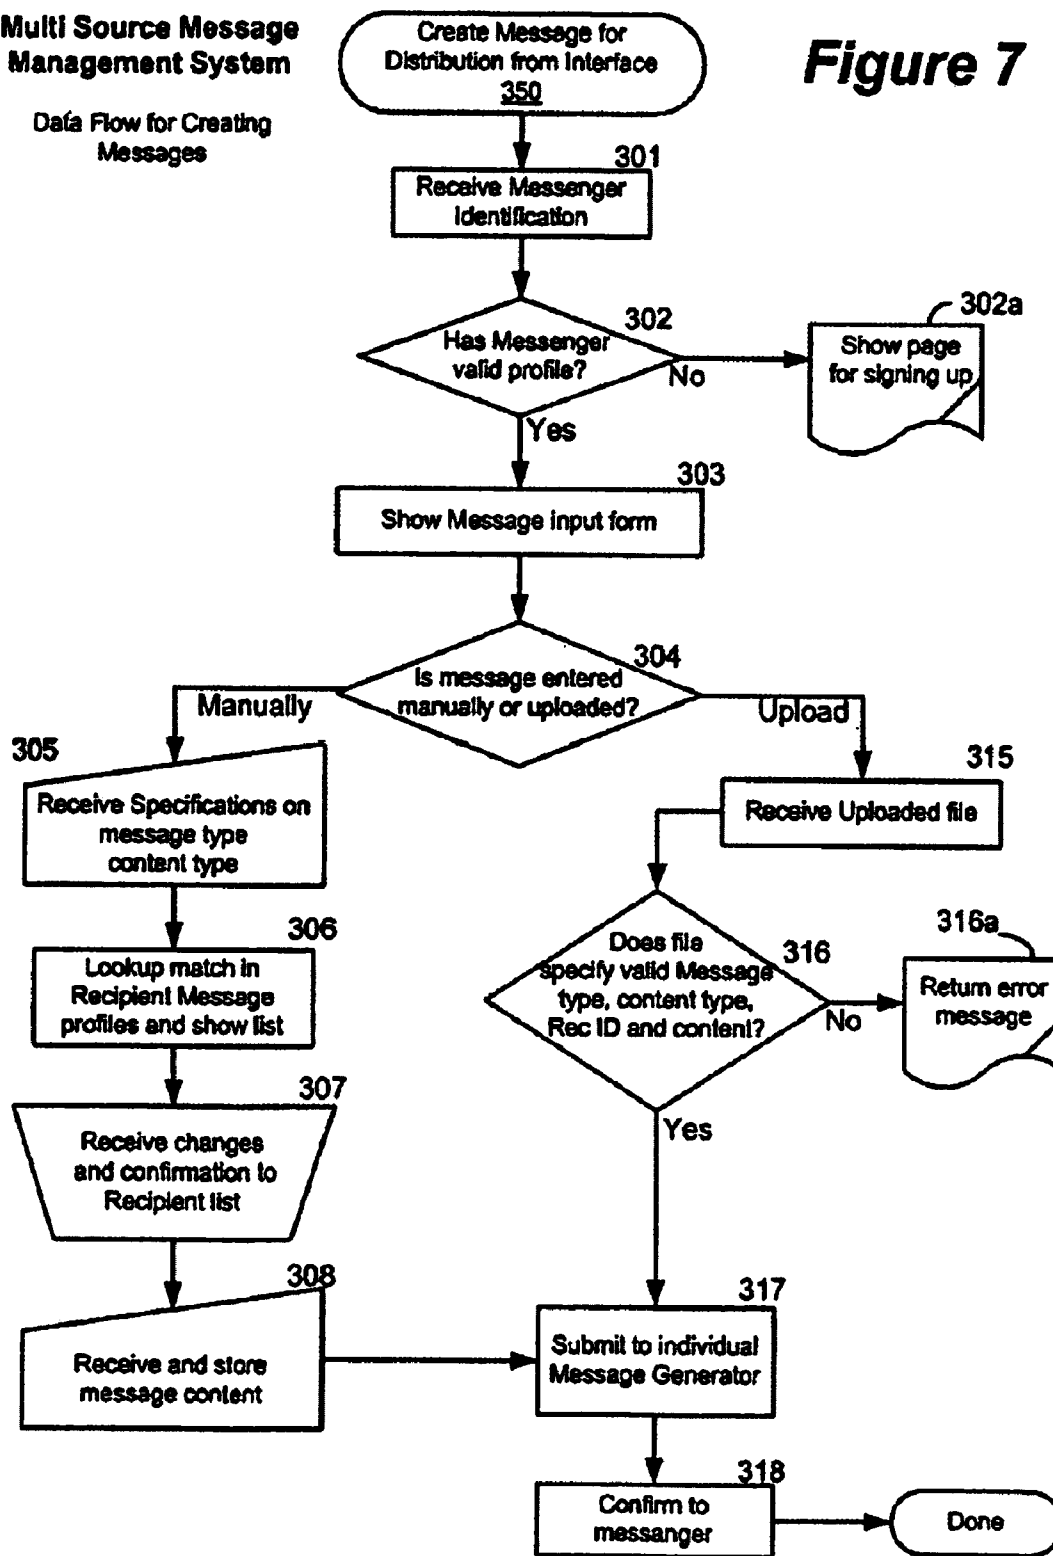 Multi Source Message
Management System
Data Flow for Creating
Messages
Figure 7
Create Message for
Distribution from Interface
350
301
Receive Messenger
Identification
302
Has Messenger
valid profile?
No
302a
Show page
for signing up
Yes
303
Show Message input form
304
Is message entered
manually or uploaded?
Manually
Upload
305
Receive Specifications on
message type
content type
306
Lookup match in
Recipient Message
profiles and show list
307
Receive changes
and confirmation to
Recipient list
308
Receive and store
message content
315
Receive Uploaded file
316
Does file
specify valid Message
type, content type,
Rec ID and content?
No
316a
Return error
message
Yes
317
Submit to individual
Message Generator
318
Confirm to
messanger
Done